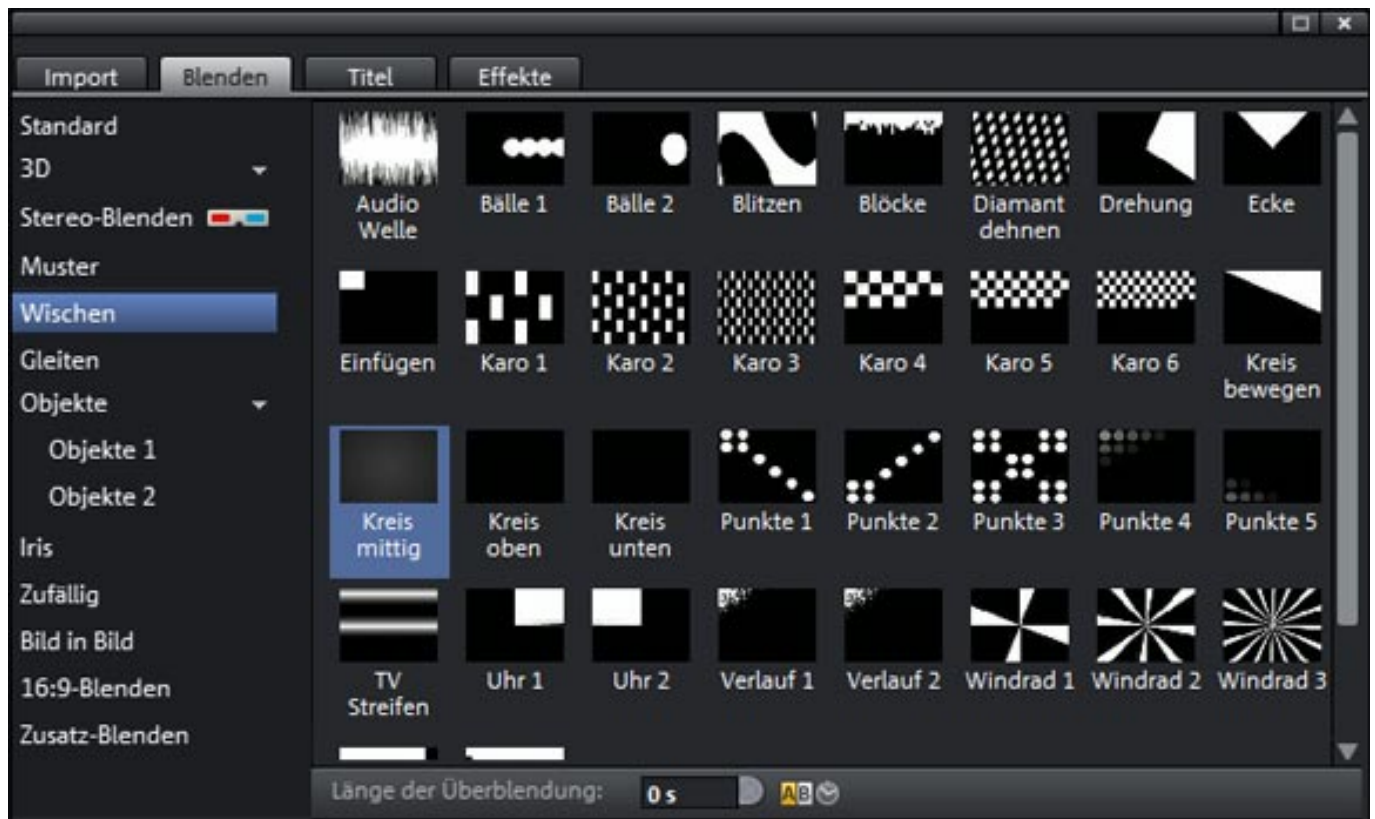 Import Blenden Titel Effekte
Standard
3D
Stereo-Blenden
Muster
Wischen
Gleiten
Objekte
Objekte 1
Objekte 2
Iris
Zufällig
Bild in Bild
16:9-Blenden
Zusatz-Blenden
Audio Welle
Bälle 1
Bälle 2
Blitzen
Blöcke
Diamant dehnen
Drehung
Ecke
Einfügen
Karo 1
Karo 2
Karo 3
Karo 4
Karo 5
Karo 6
Kreis bewegen
Kreis mittig
Kreis oben
Kreis unten
Punkte 1
Punkte 2
Punkte 3
Punkte 4
Punkte 5
TV Streifen
Uhr 1
Uhr 2
Verlauf 1
Verlauf 2
Windrad 1
Windrad 2
Windrad 3
Länge der Überblendung: 0 s AB